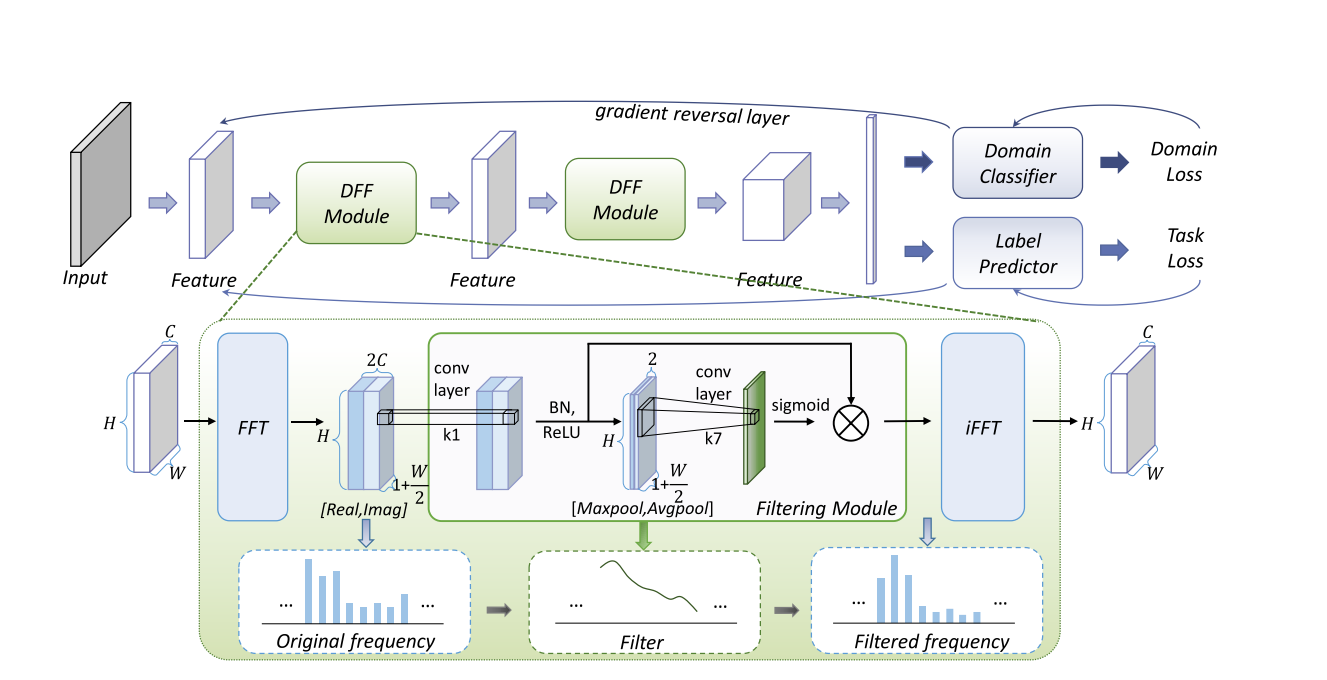 gradient reversal layer
Input
Feature
DFF
Module
Feature
DFF
Module
Feature
Domain
Classifier
Domain
Loss
Label
Predictor
Task
Loss
C
H
W
FFT
2C
H
1+W/2
[Real,Imag]
conv
layer
k1
BN,
ReLU
2
H
1+W/2
[Maxpool,Avgpool]
conv
layer
k7
sigmoid
Filtering Module
iFFT
C
H
W
... ...
Original frequency
... ...
Filter
... ...
Filtered frequency